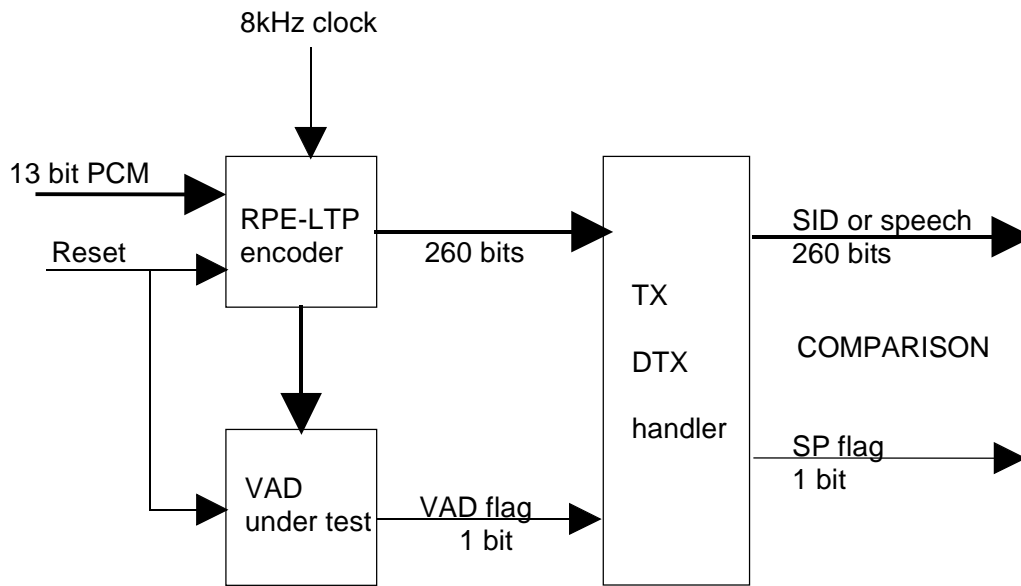 8kHz clock
13 bit PCM
Reset
RPE-LTP
encoder
260 bits
SID or speech
260 bits
TX
DTX
handler
COMPARISON
VAD
under test
VAD flag
1 bit
SP flag
1 bit